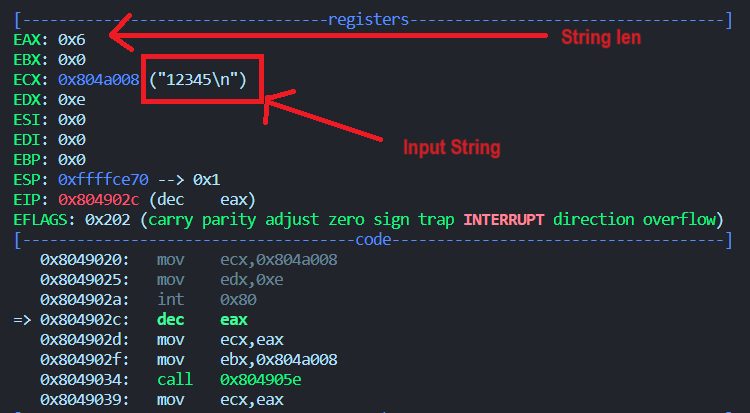 [----------------------------------registers-----------------------------------]
EAX: 0x6
String len
EBX: 0x0
ECX: 0x804a008 ("12345\n")
EDX: 0xe
ESI: 0x0
EDI: 0x0
Input String
EBP: 0x0
ESP: 0xffffce70 --> 0x1
EIP: 0x804902c (dec    eax)
EFLAGS: 0x202 (carry parity adjust zero sign trap INTERRUPT direction overflow)
[-------------------------------------code-------------------------------------]
   0x8049020:  mov    ecx,0x804a008
   0x8049025:  mov    edx,0xe
   0x804902a:  int    0x80
=> 0x804902c:  dec    eax
   0x804902d:  mov    ecx,eax
   0x804902f:  mov    ebx,0x804a008
   0x8049034:  call   0x804905e
   0x8049039:  mov    ecx,eax